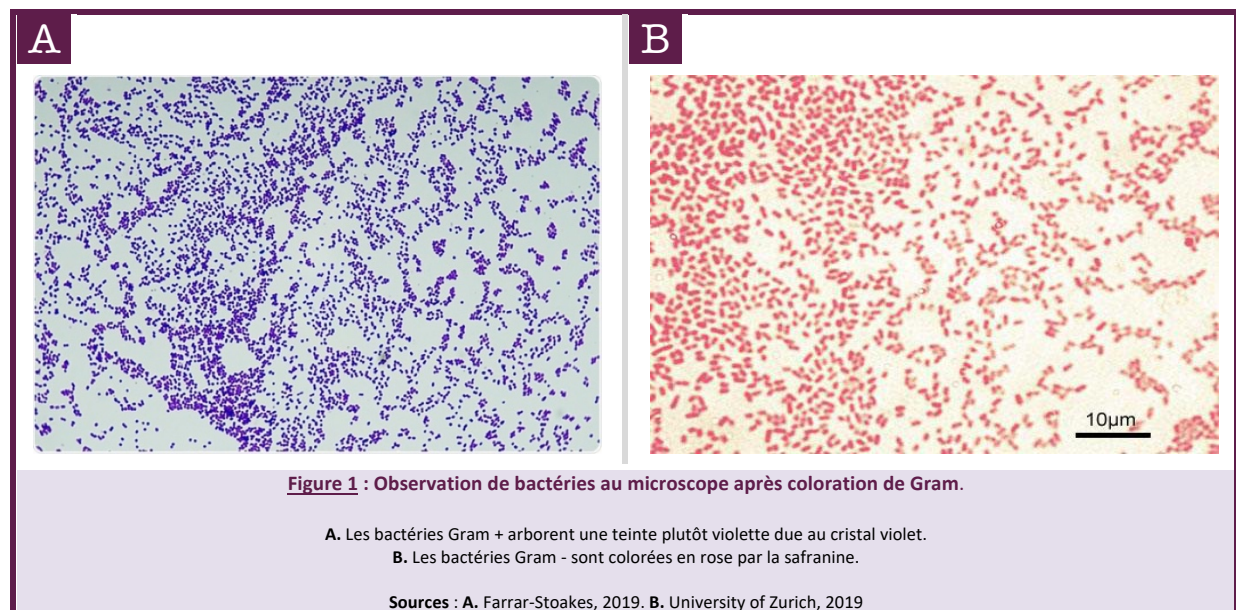 A
B
10µm
Figure 1 : Observation de bactéries au microscope après coloration de Gram.
A. Les bactéries Gram + arborent une teinte plutôt violette due au cristal violet.
B. Les bactéries Gram - sont colorées en rose par la safranine.
Sources : A. Farrar-Stoakes, 2019. B. University of Zurich, 2019